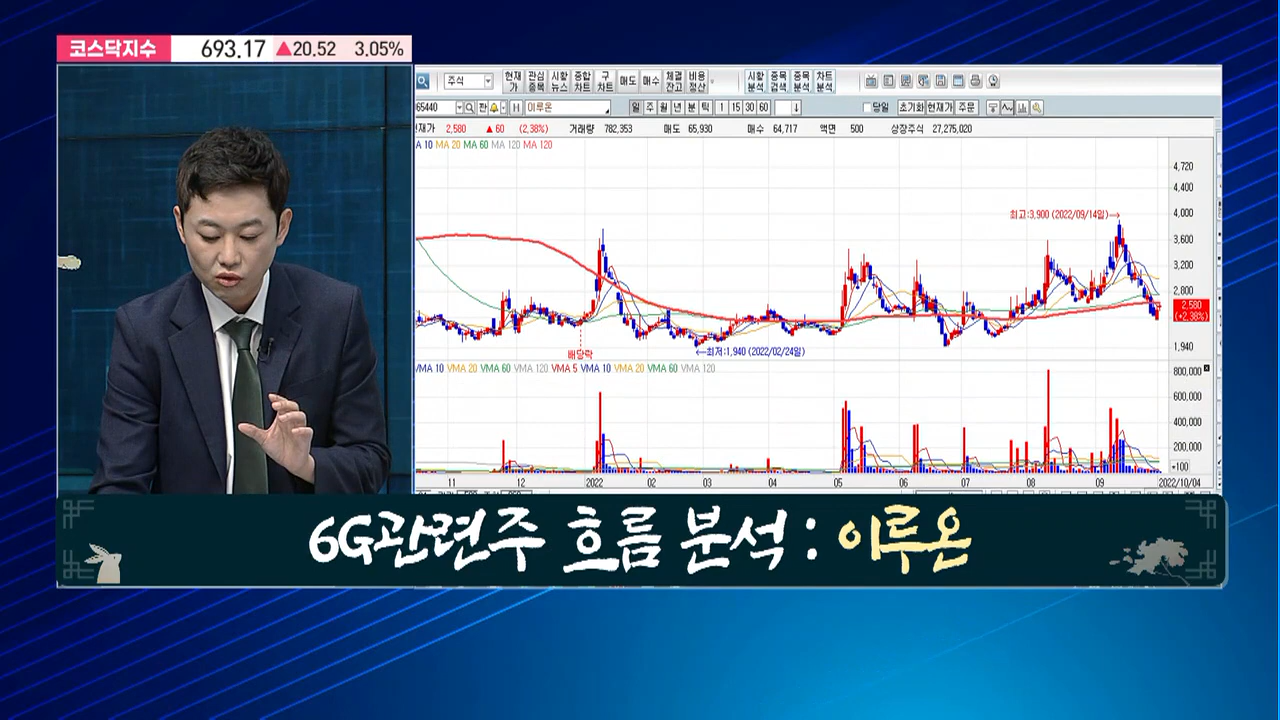 코스닥지수 693.17 ▲20.52 3.05%
주식 현재가 관심종목 시황뉴스 종합차트 구차트 매도 매수 체결잔고 비용정산 시황분석 종목검색 종목분석 차트분석
65440 이루온 일 주 월 년 분 틱 1 15 30 60 당일 초기화 현재가 주문
재가 2,580 ▲60 (2,38%) 거래량 782,353 매도 65,930 매수 64,717 액면 500 상장주식 27,275,020
A 10 MA 20 MA 60 MA 120 MA 120
4,720
4,400
최고:3,900 (2022/09/14일)→
4,000
3,600
3,200
2,800
2,580
(+2,38%)
배당락
←최저:1,940 (2022/02/24일)
1,940
VMA 10 VMA 20 VMA 60 VMA 120 VMA 5 VMA 10 VMA 20 VMA 60 VMA 120
800,000
600,000
400,000
200,000
*100
11 12 2022 02 03 04 05 06 07 08 09 2022/10/04
6G관련주 흐름 분석 : 이루온